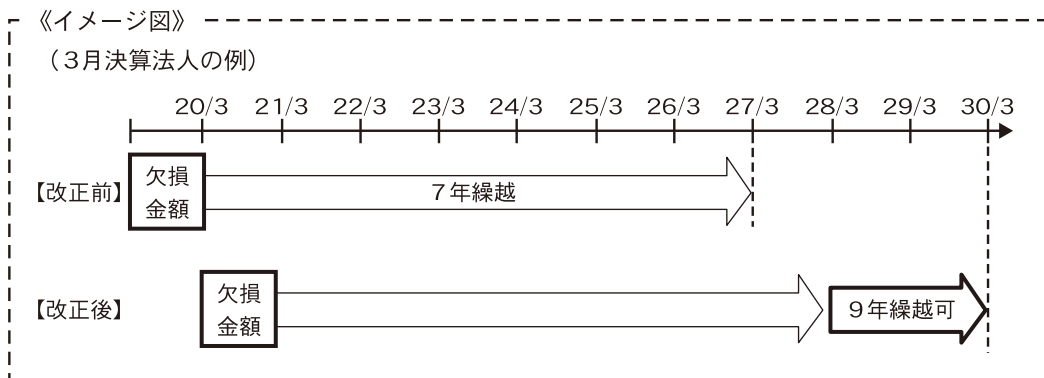 《イメージ図》
(3月決算法人の例)
20/3 21/3 22/3 23/3 24/3 25/3 26/3 27/3 28/3 29/3 30/3
【改正前】
欠損
金額
7年繰越
【改正後】
欠損
金額
9年繰越可